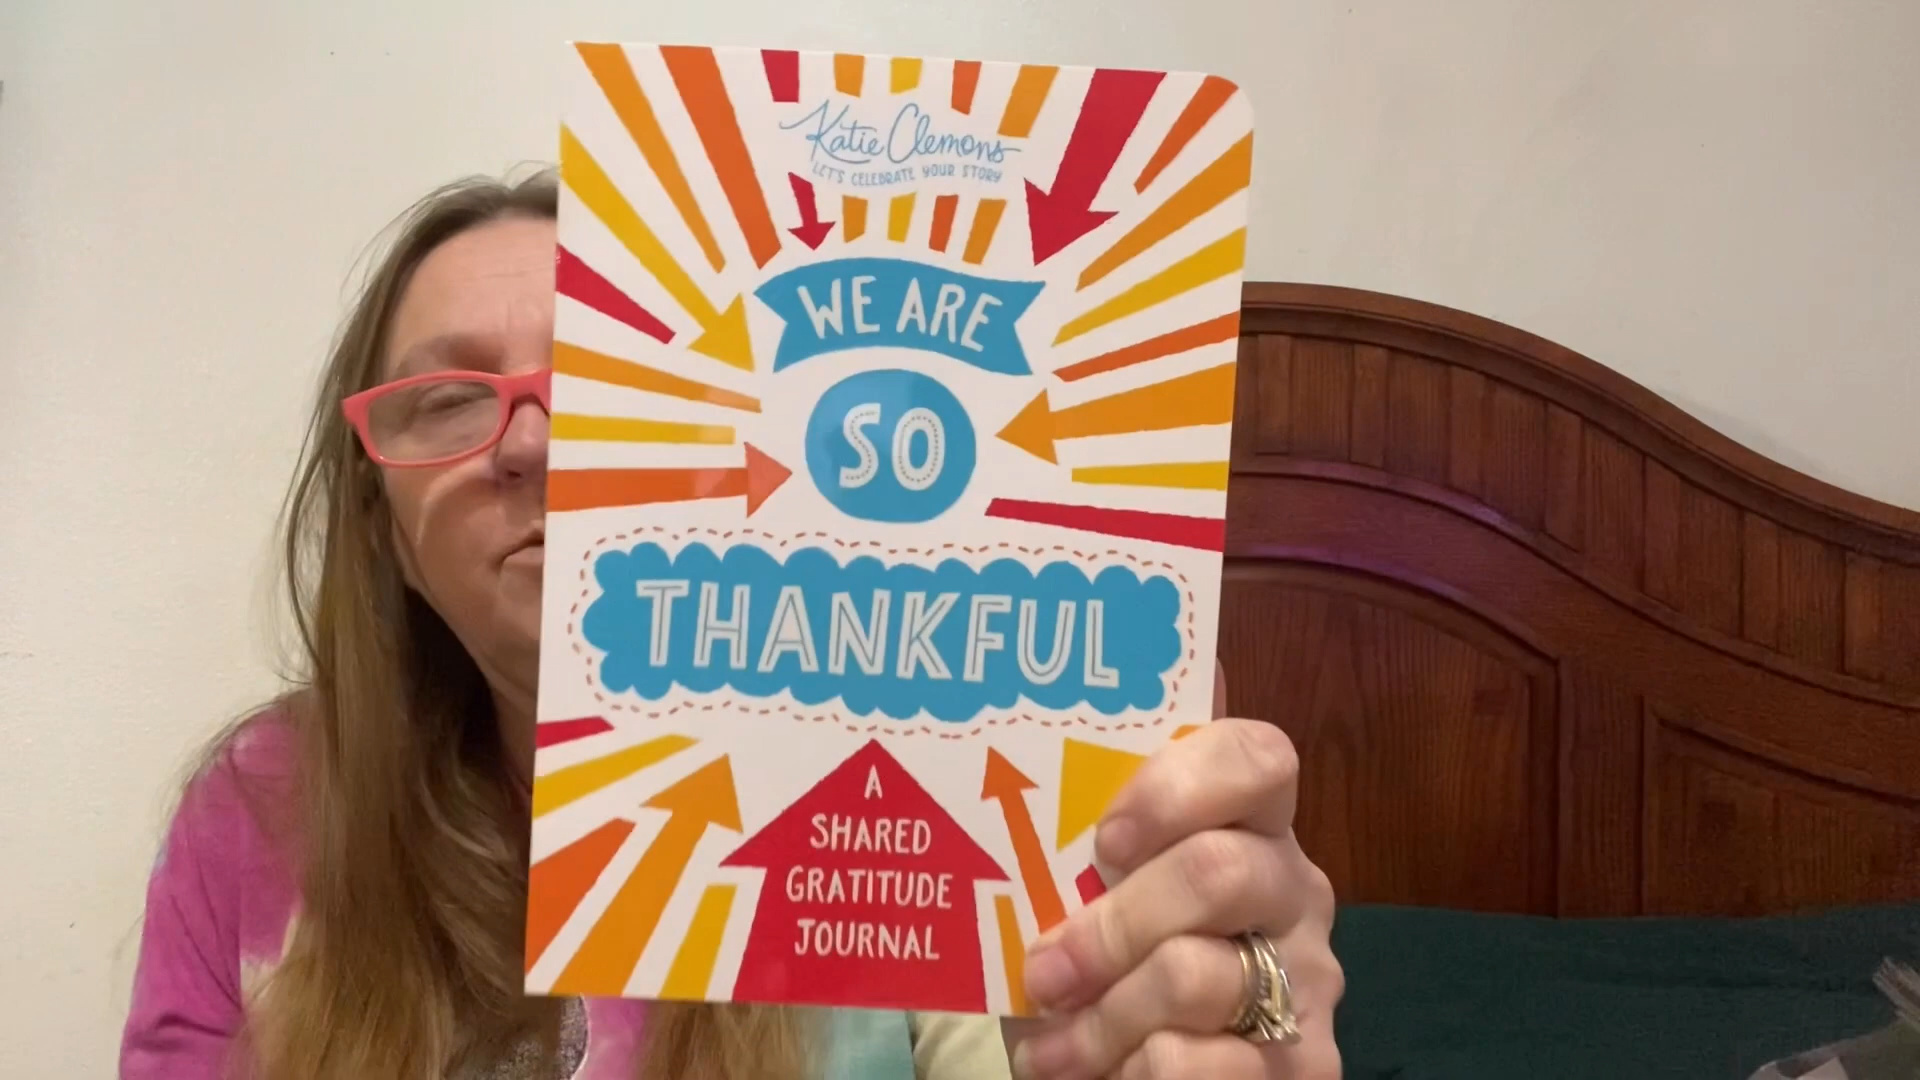 Katie Clemons
LET'S CELEBRATE YOUR STORY
WE ARE
SO
THANKFUL
A
SHARED
GRATITUDE
JOURNAL